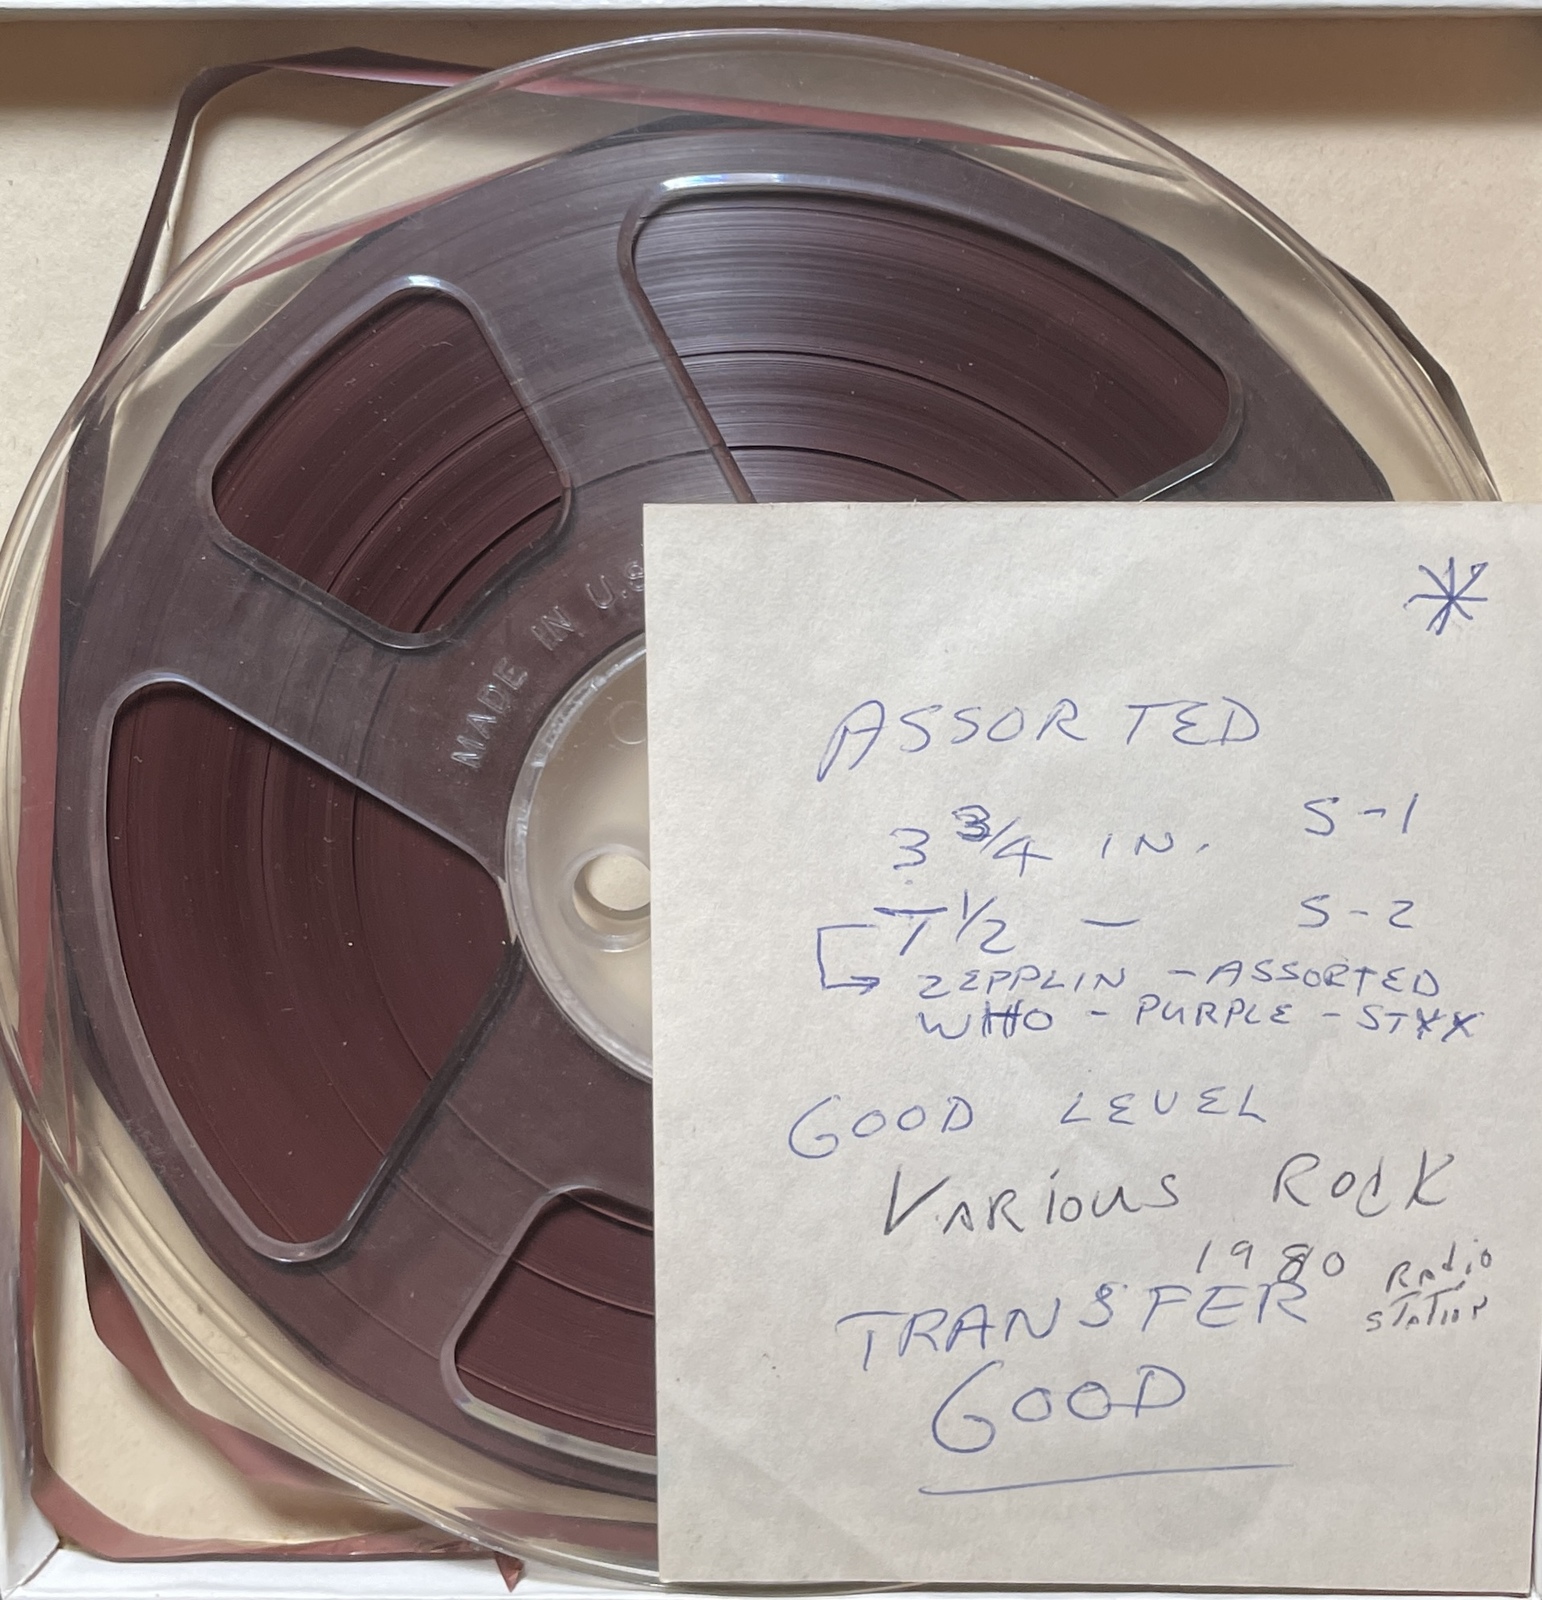 MADE IN U.S
*
ASSORTED
3 3/4 IN. S-1
7 1/2 — S-2
ZEPPLIN - ASSORTED
WHO - PURPLE - STYX
GOOD LEVEL
VARIOUS ROCK
1980 RADIO STATION
TRANSFER
GOOD